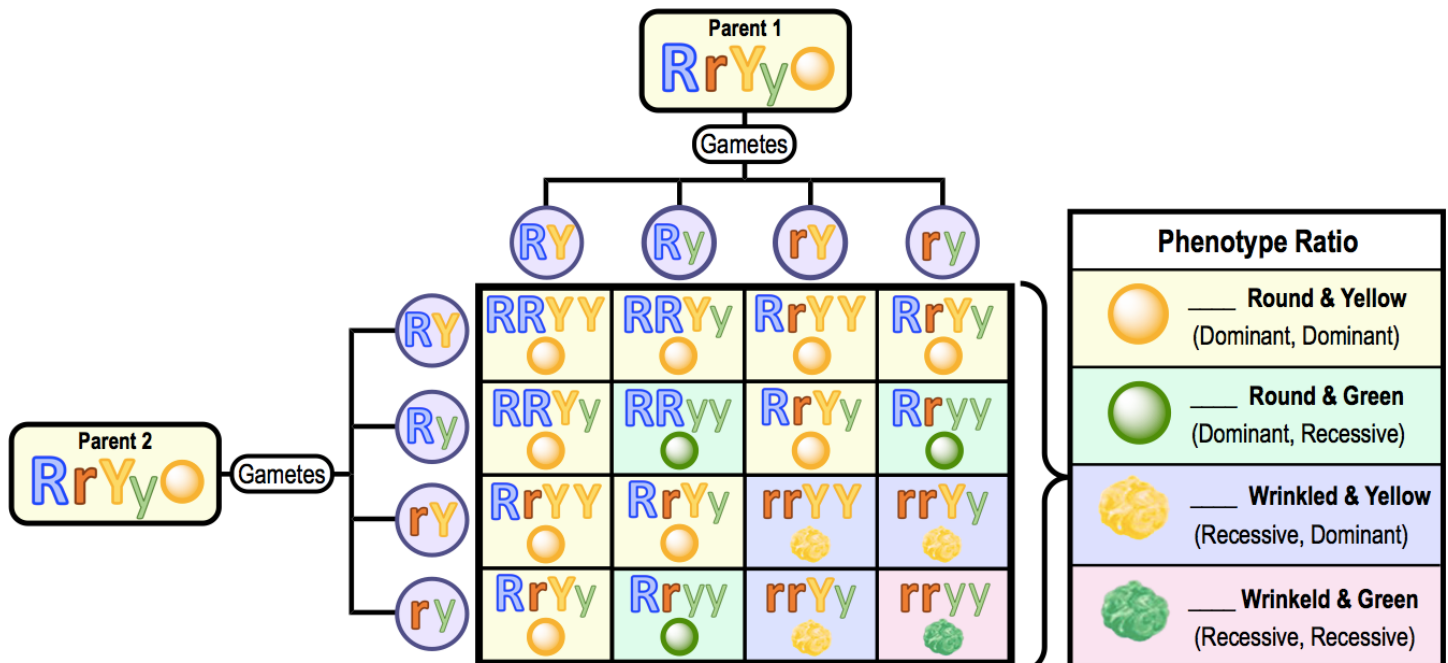 Parent 1
RrYy
Gametes
RY Ry rY ry
Phenotype Ratio
____ Round & Yellow
(Dominant, Dominant)
____ Round & Green
(Dominant, Recessive)
____ Wrinkled & Yellow
(Recessive, Dominant)
____ Wrinkeld & Green
(Recessive, Recessive)
Parent 2
RrYy
Gametes
RY
Ry
rY
ry
RRYY RRYy RrYY RrYy
RRYy RRyy RrYy Rryy
RrYY RrYy rrYY rrYy
RrYy Rryy rrYy rryy